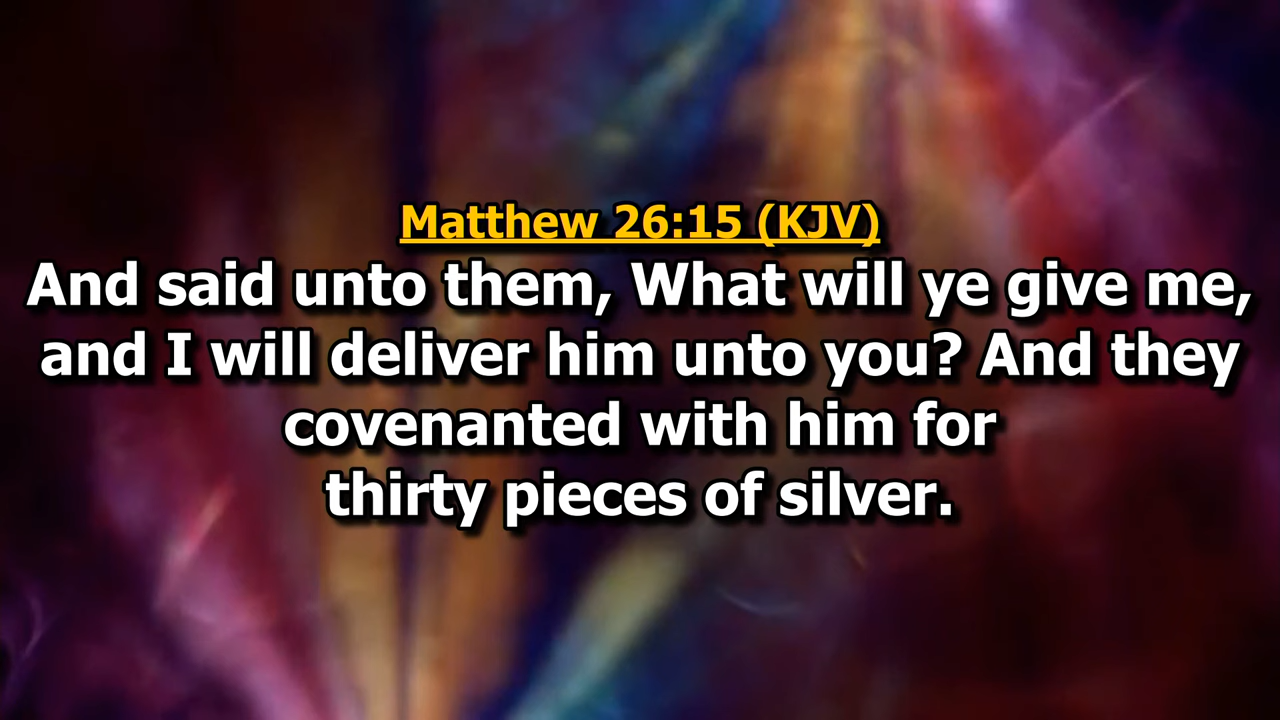 Matthew 26:15 (KJV)
And said unto them, What will ye give me,
and I will deliver him unto you? And they
covenanted with him for
thirty pieces of silver.